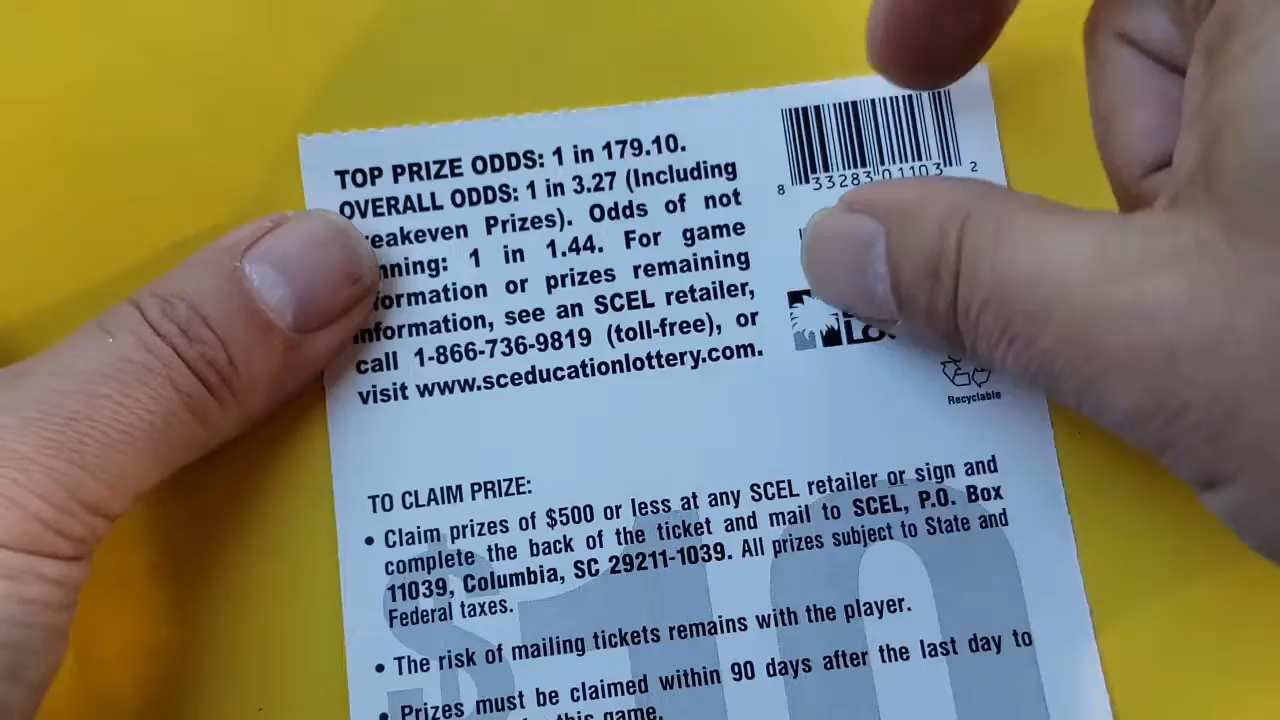 TOP PRIZE ODDS: 1 in 179.10.
OVERALL ODDS: 1 in 3.27 (Including
eakeven Prizes). Odds of not
nning: 1 in 1.44. For game
formation or prizes remaining
information, see an SCEL retailer,
call 1-866-736-9819 (toll-free), or
visit www.sceducationlottery.com.
8 33283 01103 2
LO
Recyclable
TO CLAIM PRIZE:
• Claim prizes of $500 or less at any SCEL retailer or sign and
complete the back of the ticket and mail to SCEL, P.O. Box
11039, Columbia, SC 29211-1039. All prizes subject to State and
Federal taxes.
• The risk of mailing tickets remains with the player.
• Prizes must be claimed within 90 days after the last day to
this game.
$10